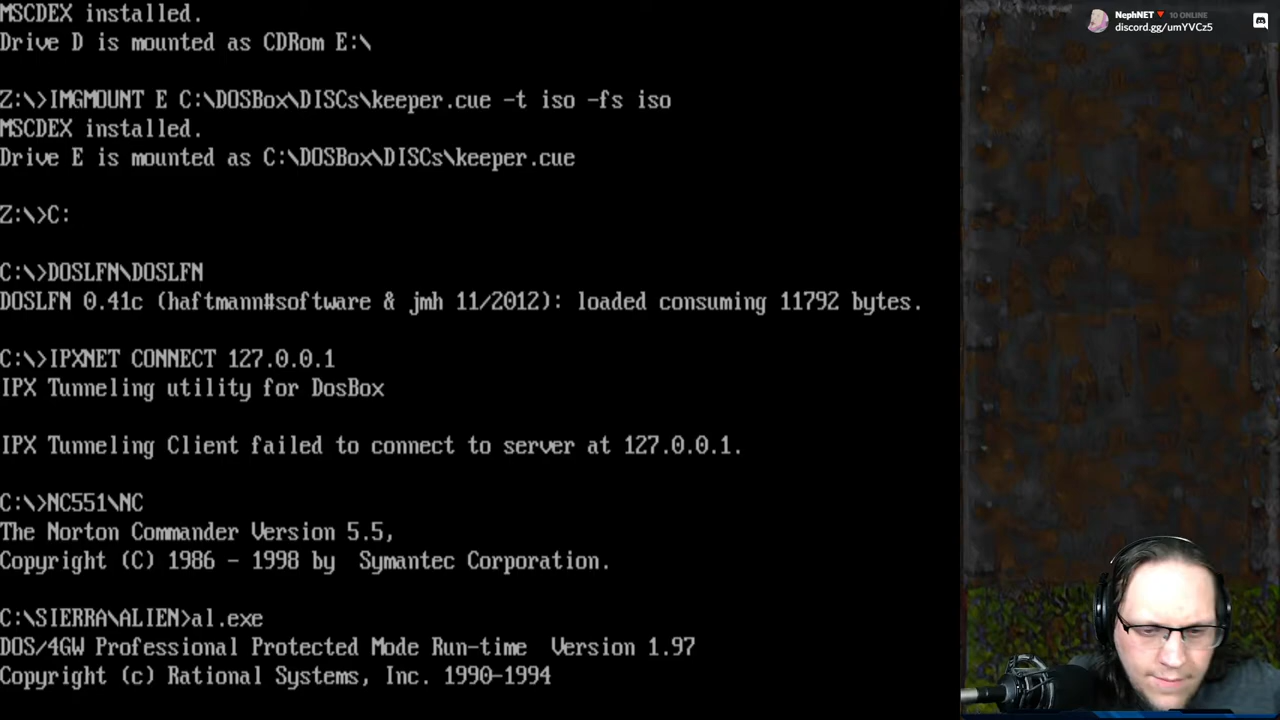 MSCDEX installed.
Drive D is mounted as CDRom E:\
Z:\>IMGMOUNT E C:\DOSBox\DISCs\keeper.cue -t iso -fs iso
MSCDEX installed.
Drive E is mounted as C:\DOSBox\DISCs\keeper.cue
Z:\>C:
C:\>DOSLFN\DOSLFN
DOSLFN 0.41c (haftmann#software & jmh 11/2012): loaded consuming 11792 bytes.
C:\>IPXNET CONNECT 127.0.0.1
IPX Tunneling utility for DosBox
IPX Tunneling Client failed to connect to server at 127.0.0.1.
C:\>NC551\NC
The Norton Commander Version 5.5,
Copyright (C) 1986 - 1998 by  Symantec Corporation.
C:\SIERRA\ALIEN>al.exe
DOS/4GW Professional Protected Mode Run-time  Version 1.97
Copyright (c) Rational Systems, Inc. 1990-1994
NephNET 10 ONLINE
discord.gg/umYVCz5